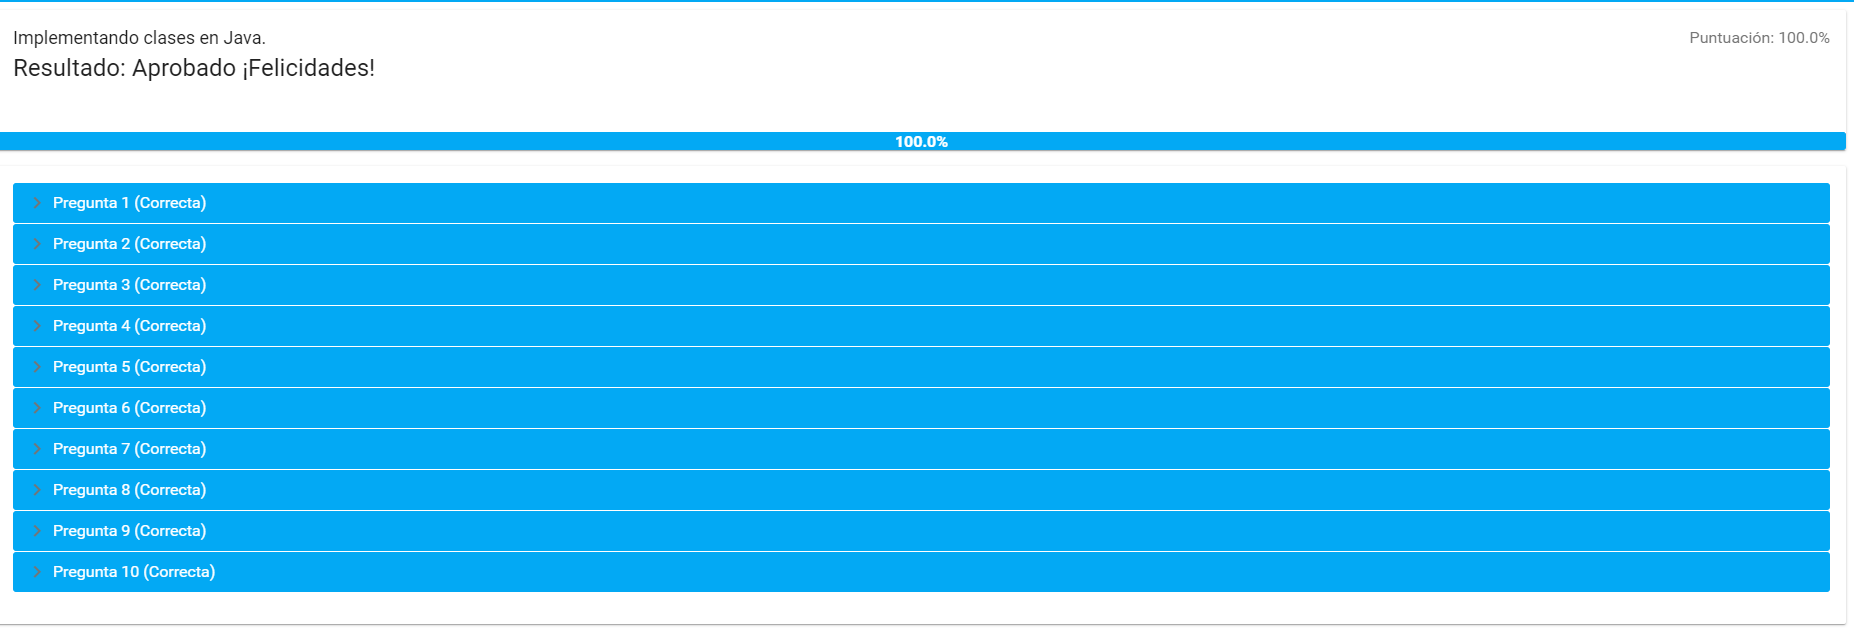 Implementando clases en Java.
Puntuación: 100.0%
Resultado: Aprobado ¡Felicidades!
100.0%
Pregunta 1 (Correcta)
Pregunta 2 (Correcta)
Pregunta 3 (Correcta)
Pregunta 4 (Correcta)
Pregunta 5 (Correcta)
Pregunta 6 (Correcta)
Pregunta 7 (Correcta)
Pregunta 8 (Correcta)
Pregunta 9 (Correcta)
Pregunta 10 (Correcta)